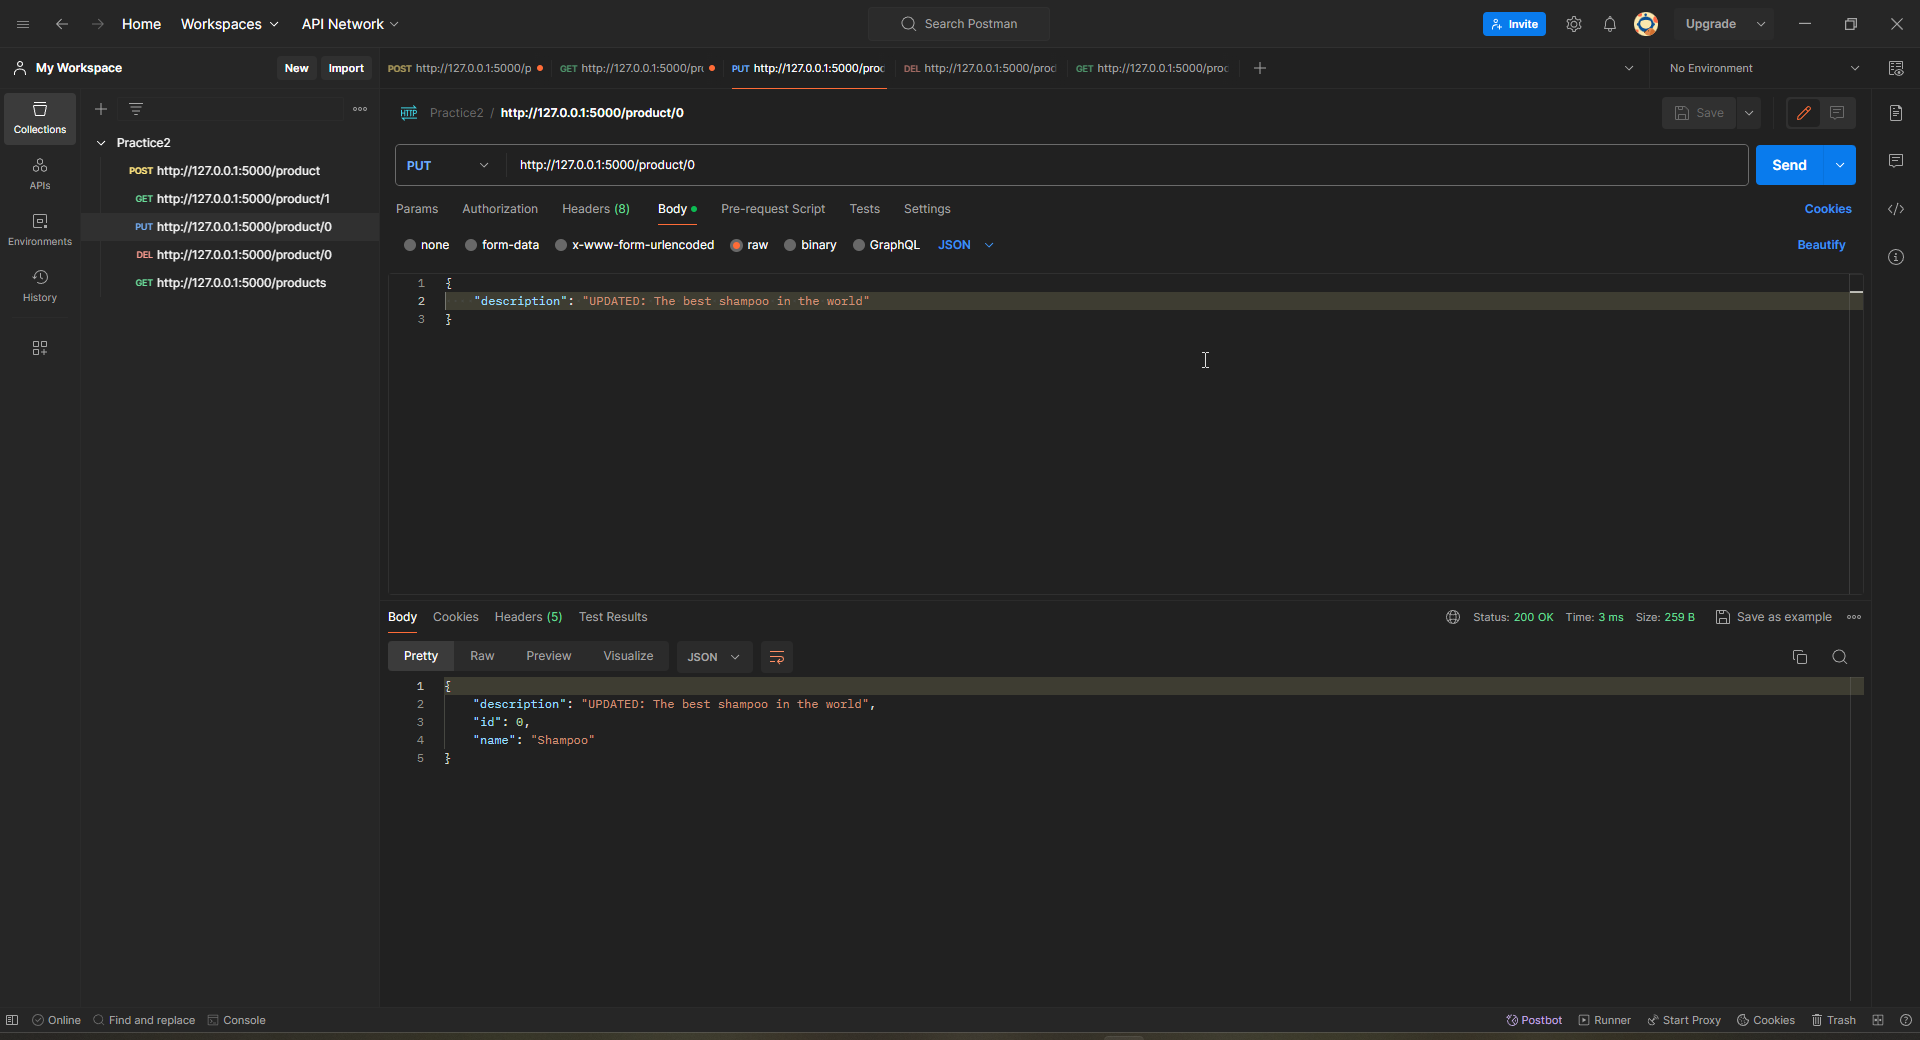 Home Workspaces API Network Search Postman Invite Upgrade
My Workspace New Import POST http://127.0.0.1:5000/p GET http://127.0.0.1:5000/pr PUT http://127.0.0.1:5000/proc DEL http://127.0.0.1:5000/prod GET http://127.0.0.1:5000/proc No Environment
Collections
APIs
Environments
History
Practice2
POST http://127.0.0.1:5000/product
GET http://127.0.0.1:5000/product/1
PUT http://127.0.0.1:5000/product/0
DEL http://127.0.0.1:5000/product/0
GET http://127.0.0.1:5000/products
HTTP Practice2 / http://127.0.0.1:5000/product/0 Save
PUT http://127.0.0.1:5000/product/0 Send
Params Authorization Headers (8) Body Pre-request Script Tests Settings Cookies
none form-data x-www-form-urlencoded raw binary GraphQL JSON Beautify
1 {
2 "description": "UPDATED: The best shampoo in the world"
3 }
Body Cookies Headers (5) Test Results Status: 200 OK Time: 3 ms Size: 259 B Save as example
Pretty Raw Preview Visualize JSON
1 {
2 "description": "UPDATED: The best shampoo in the world",
3 "id": 0,
4 "name": "Shampoo"
5 }
Online Find and replace Console Postbot Runner Start Proxy Cookies Trash